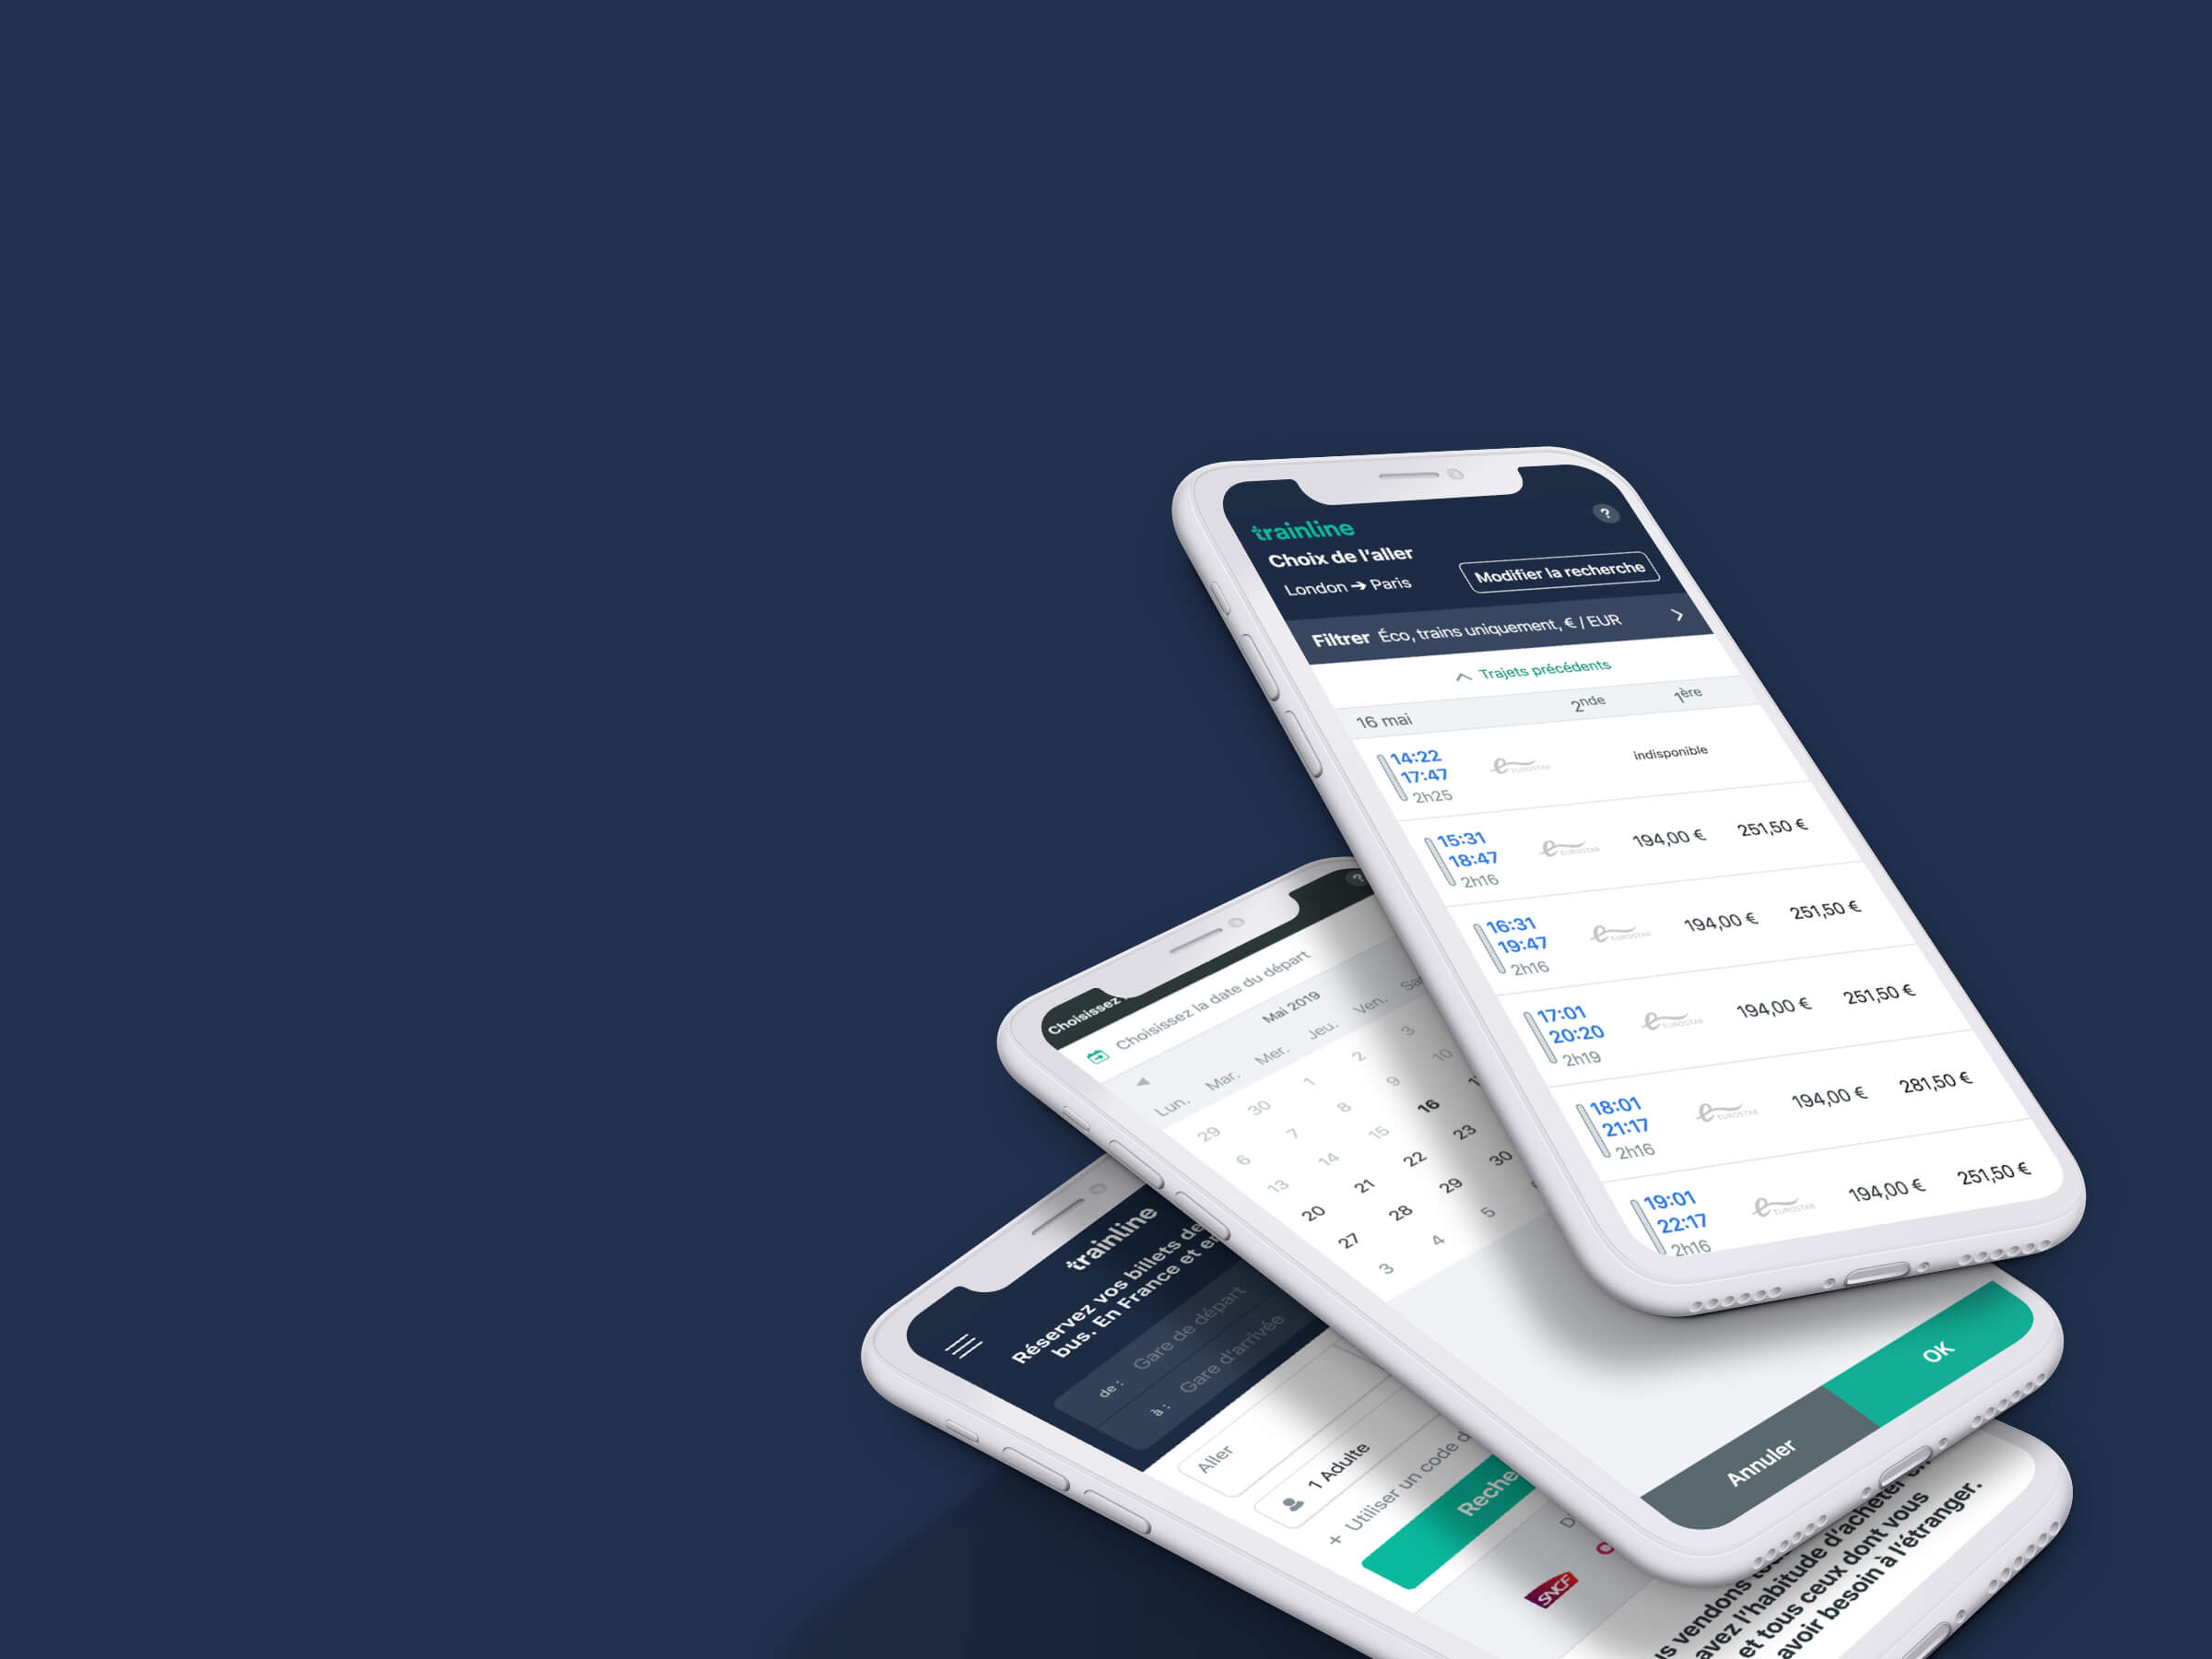 trainline
?
Choix de l'aller
London → Paris
Modifier la recherche
Filtrer Éco, trains uniquement, € / EUR
Trajets précédents
16 mai 2nde 1ère
14:22
17:47
2h25
EUROSTAR
indisponible
15:31
18:47
2h16
EUROSTAR
194,00 € 251,50 €
16:31
19:47
2h16
EUROSTAR
194,00 € 251,50 €
17:01
20:20
2h19
EUROSTAR
194,00 € 251,50 €
18:01
21:17
2h16
EUROSTAR
194,00 € 281,50 €
19:01
22:17
2h16
EUROSTAR
194,00 € 251,50 €
?
Choisissez
Choisissez la date du départ
Mai 2019
Lun. Mar. Mer. Jeu. Ven.
29 30 1 2 3
6 7 8 9 10
13 14 15 16
20 21 22 23
27 28 29 30
3 4 5
Annuler
OK
trainline
Réservez vos billets de
bus. En France et
de : Gare de départ
à : Gare d'arrivée
Aller
1 Adulte
+ Utiliser un code
SNCF
vendons
avez l'habitude d'acheter
et tous ceux dont vous
avoir besoin à l'étranger.